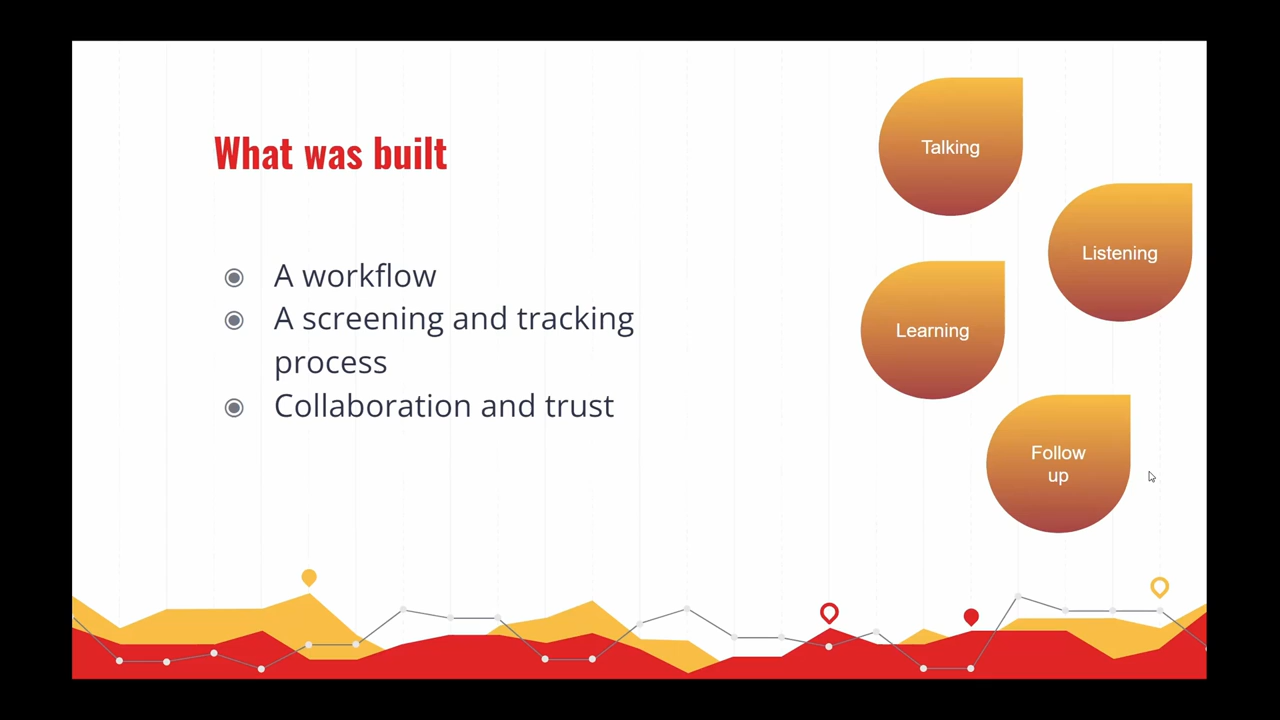 What was built
A workflow
A screening and tracking
process
Collaboration and trust
Talking
Listening
Learning
Follow
up